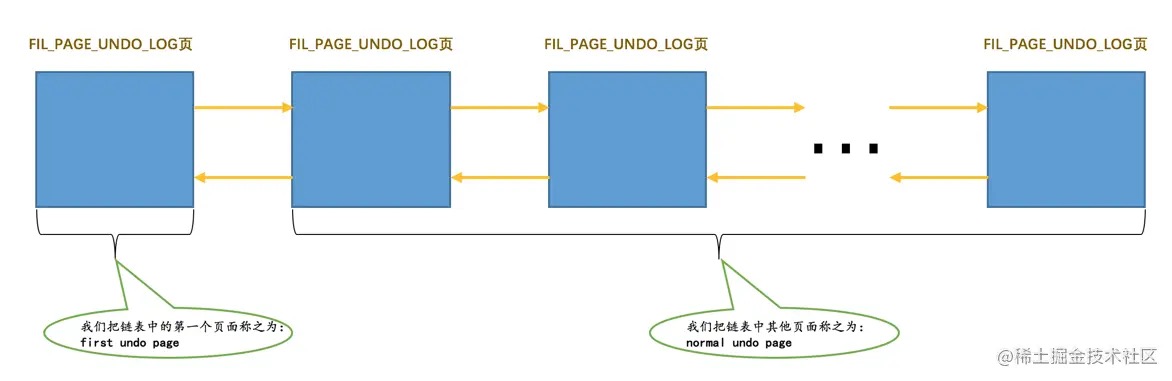 FIL_PAGE_UNDO_LOG页
FIL_PAGE_UNDO_LOG页
FIL_PAGE_UNDO_LOG页
FIL_PAGE_UNDO_LOG页
我们把链表中的第一个页面称之为：
first undo page
我们把链表中其他页面称之为：
normal undo page
@稀土掘金技术社区